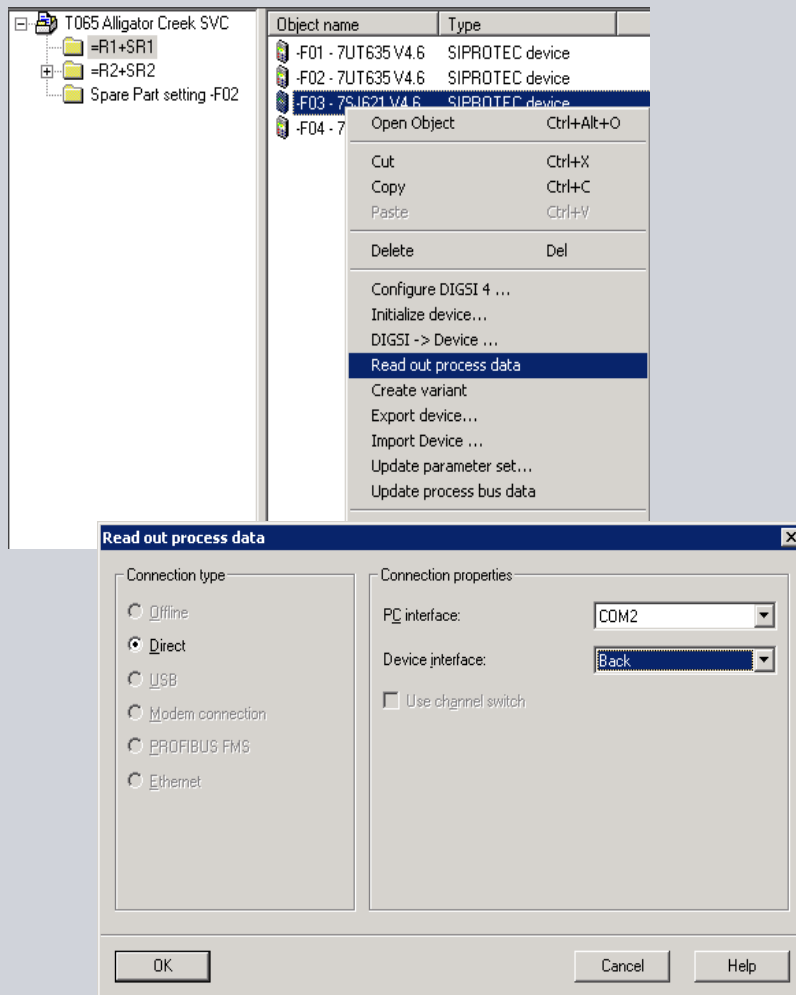 T065 Alligator Creek SVC
=R1+SR1
=R2+SR2
Spare Part setting -F02
Object name Type
-F01 - 7UT635 V4.6 SIPROTEC device
-F02 - 7UT635 V4.6 SIPROTEC device
-F03 - 7SJ621 V4.6 SIPROTEC device
-F04 - 7
Open Object Ctrl+Alt+O
Cut Ctrl+X
Copy Ctrl+C
Paste Ctrl+V
Delete Del
Configure DIGSI 4 ...
Initialize device...
DIGSI -> Device ...
Read out process data
Create variant
Export device...
Import Device ...
Update parameter set...
Update process bus data
Read out process data
Connection type
Offline
Direct
USB
Modem connection
PROFIBUS FMS
Ethernet
Connection properties
PC interface: COM2
Device interface: Back
Use channel switch
OK Cancel Help